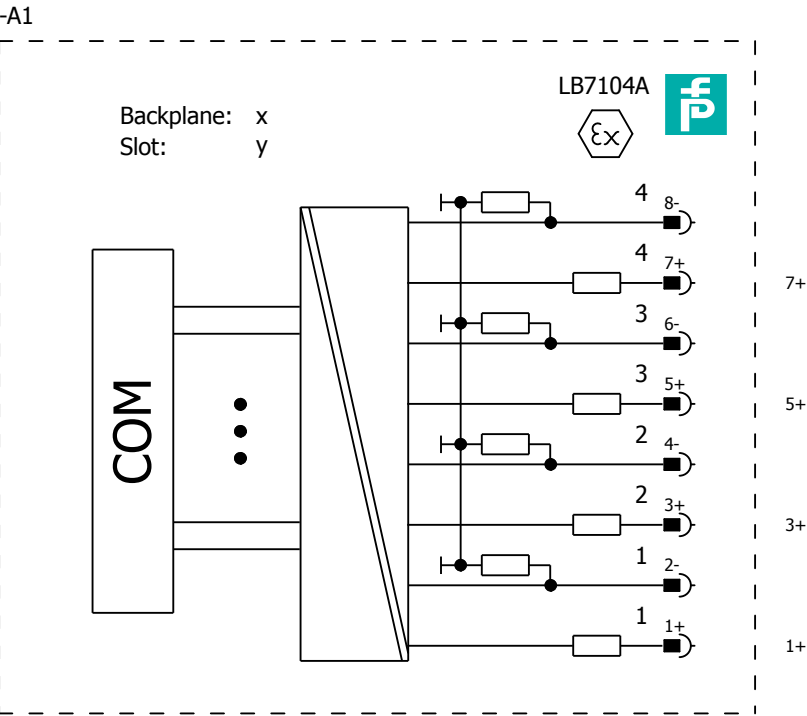 -A1
LB7104A
Backplane: x
Slot: y
Ex
4 8-
4 7+ 7+
3 6-
3 5+ 5+
COM
2 4-
2 3+ 3+
1 2-
1 1+ 1+